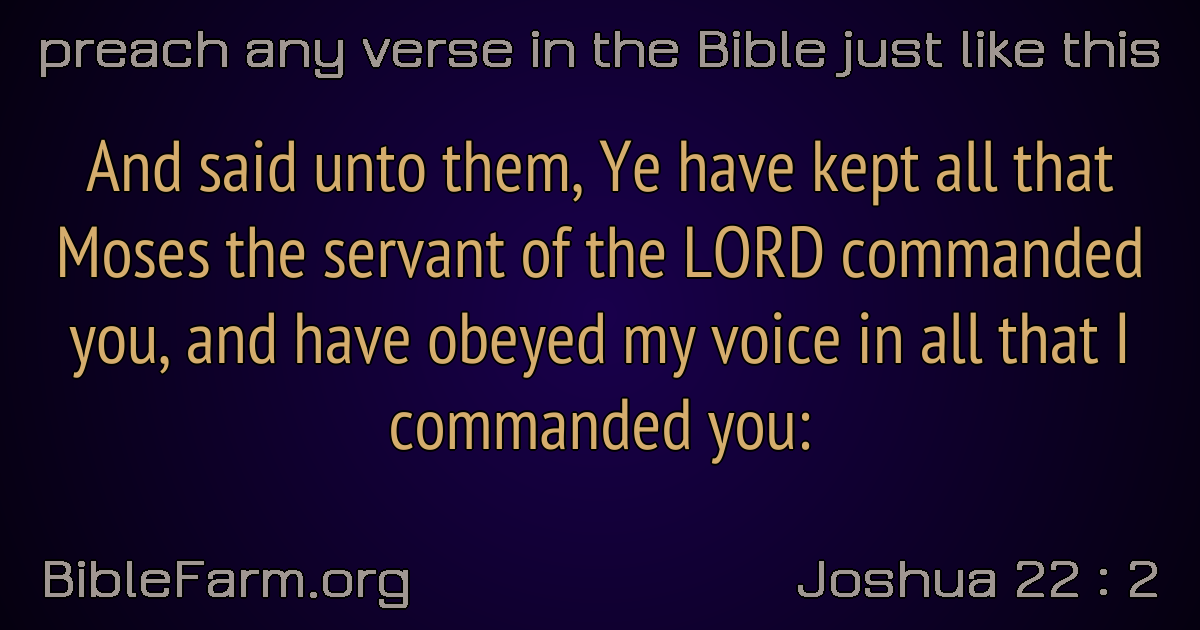 preach any verse in the Bible just like this
And said unto them, Ye have kept all that
Moses the servant of the LORD commanded
you, and have obeyed my voice in all that I
commanded you:
BibleFarm.org
Joshua 22 : 2